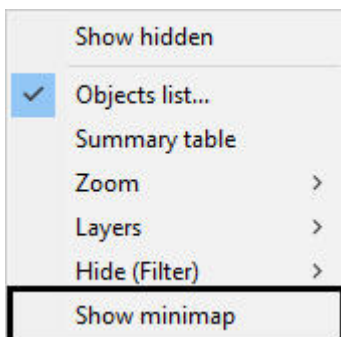 Show hidden
Objects list...
Summary table
Zoom
Layers
Hide (Filter)
Show minimap